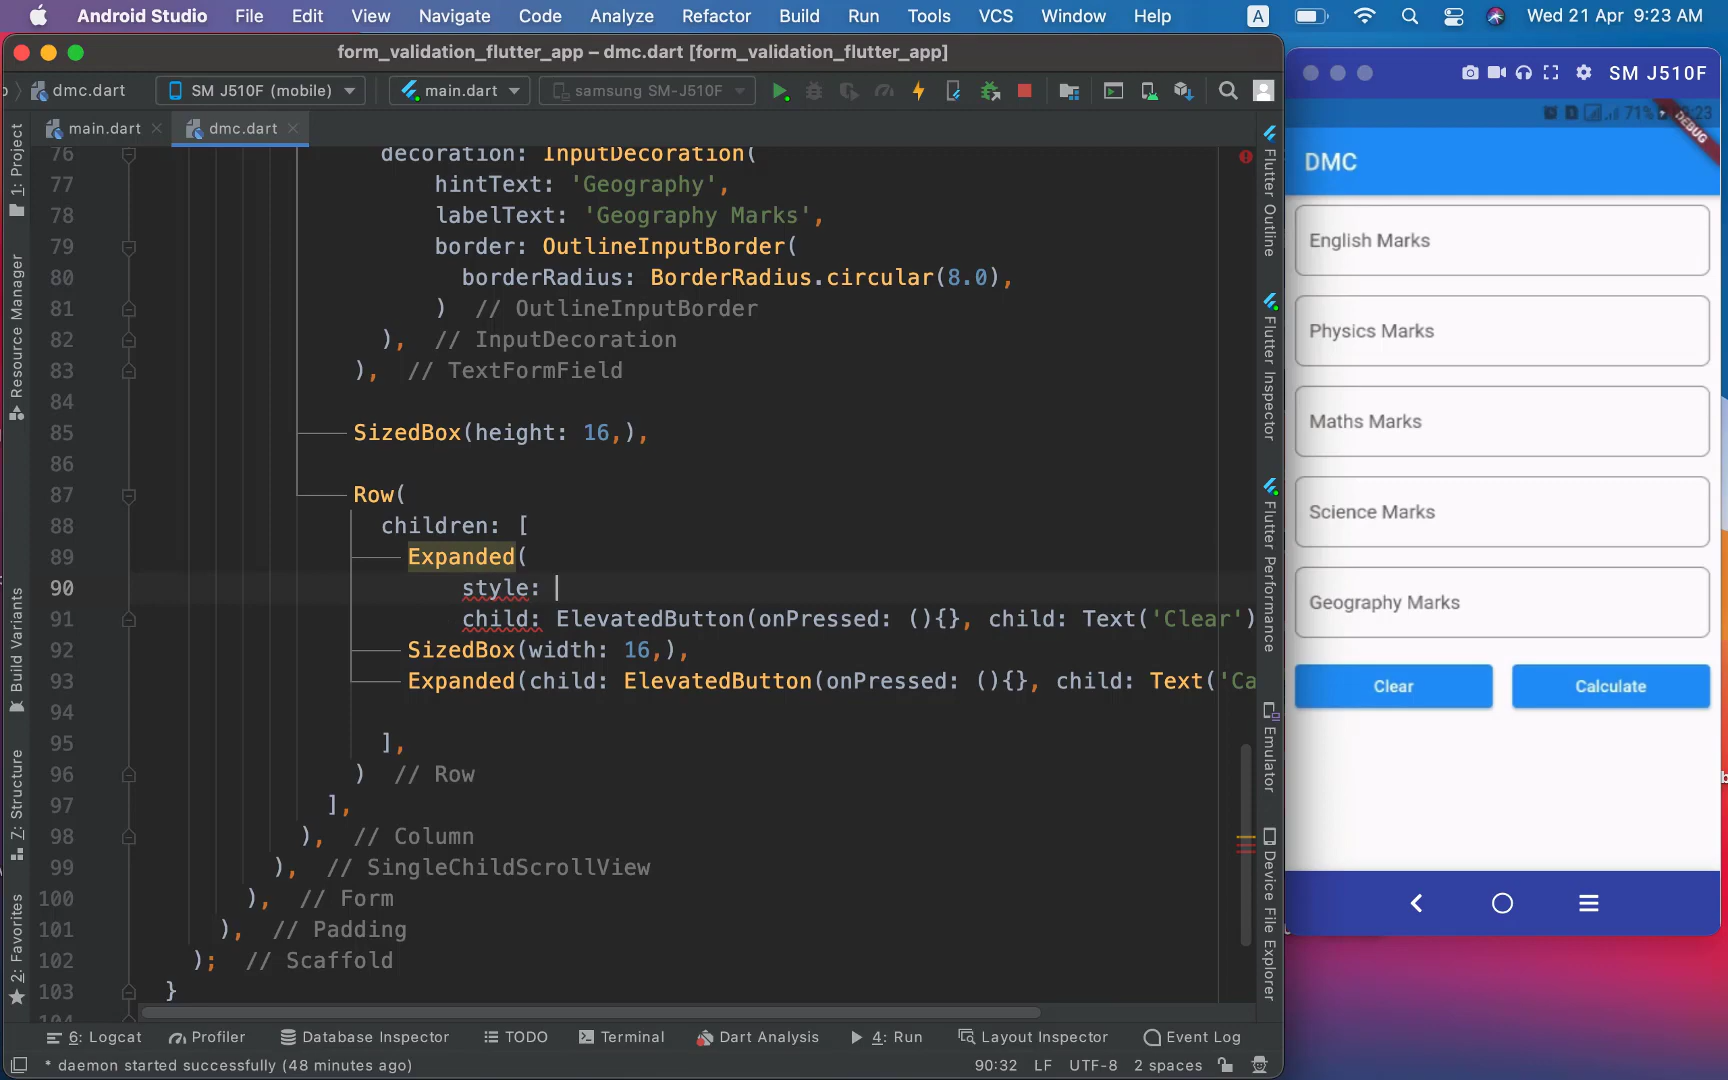 Android Studio File Edit View Navigate Code Analyze Refactor Build Run Tools VCS Window Help A Wed 21 Apr 9:23 AM
form_validation_flutter_app – dmc.dart [form_validation_flutter_app]
dmc.dart SM J510F (mobile) main.dart samsung SM-J510F
main.dart dmc.dart
1: Project
Resource Manager
Build Variants
7: Structure
2: Favorites
76 decoration: InputDecoration(
77 hintText: 'Geography',
78 labelText: 'Geography Marks',
79 border: OutlineInputBorder(
80 borderRadius: BorderRadius.circular(8.0),
81 ) // OutlineInputBorder
82 ), // InputDecoration
83 ), // TextFormField
84
85 SizedBox(height: 16,),
86
87 Row(
88 children: [
89 Expanded(
90 style:
91 child: ElevatedButton(onPressed: (){}, child: Text('Clear')
92 SizedBox(width: 16,),
93 Expanded(child: ElevatedButton(onPressed: (){}, child: Text('Ca
94
95 ],
96 ) // Row
97 ],
98 ), // Column
99 ), // SingleChildScrollView
100 ), // Form
101 ), // Padding
102 ); // Scaffold
103 }
Flutter Outline
Flutter Inspector
Flutter Performance
Emulator
Device File Explorer
6: Logcat Profiler Database Inspector TODO Terminal Dart Analysis 4: Run Layout Inspector Event Log
* daemon started successfully (48 minutes ago) 90:32 LF UTF-8 2 spaces
SM J510F
71% :23
DEBUG
DMC
English Marks
Physics Marks
Maths Marks
Science Marks
Geography Marks
Clear Calculate